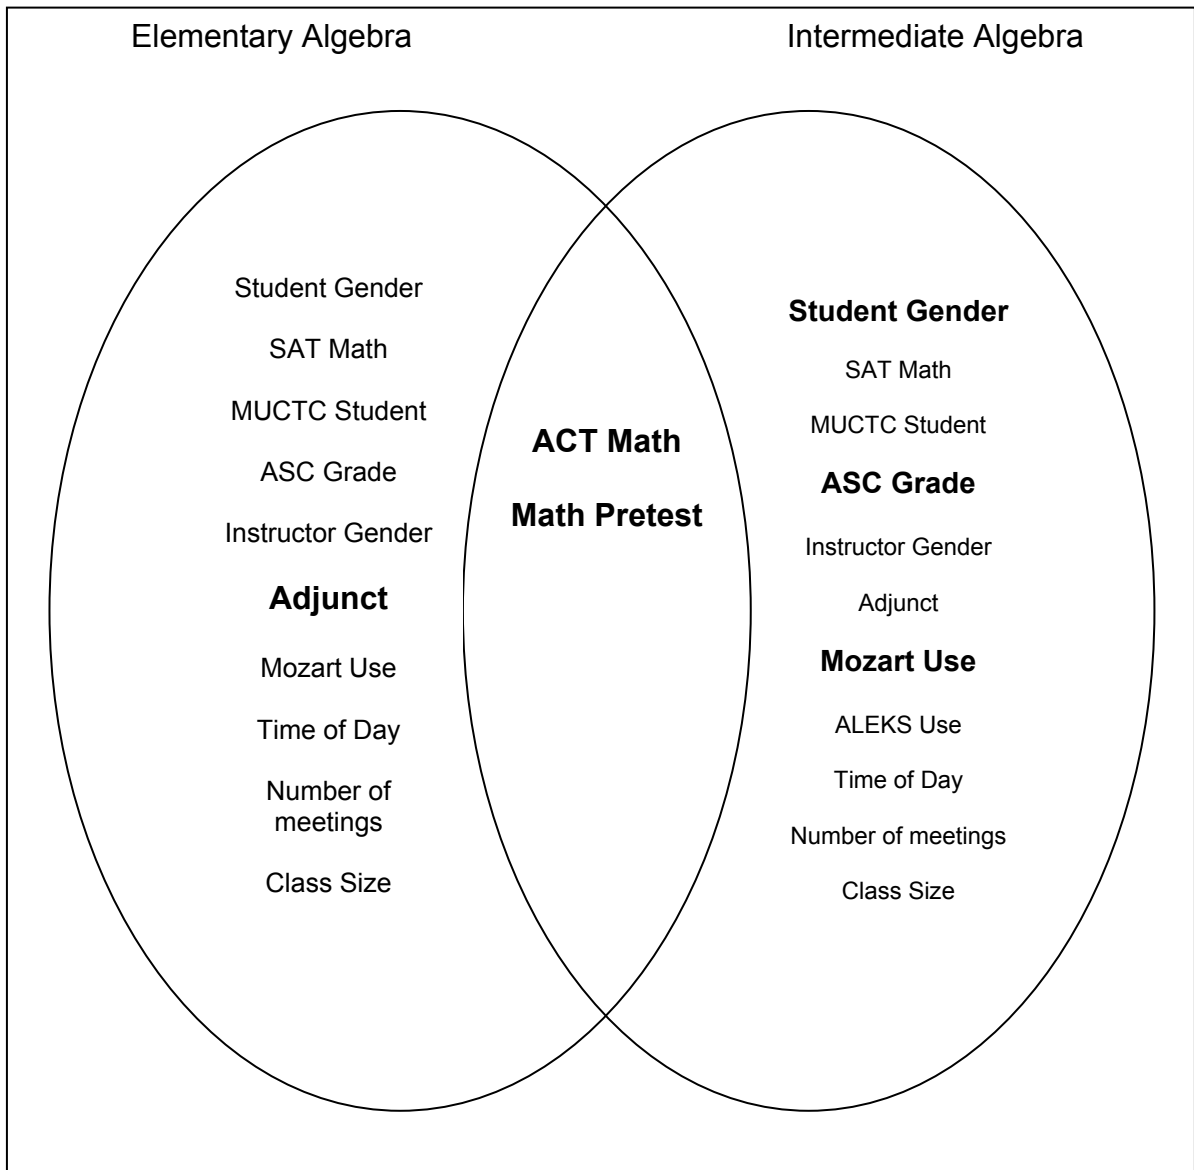 Elementary Algebra
Intermediate Algebra
Student Gender
SAT Math
MUCTC Student
ASC Grade
Instructor Gender
Adjunct
Mozart Use
Time of Day
Number of
meetings
Class Size
ACT Math
Math Pretest
Student Gender
SAT Math
MUCTC Student
ASC Grade
Instructor Gender
Adjunct
Mozart Use
ALEKS Use
Time of Day
Number of meetings
Class Size